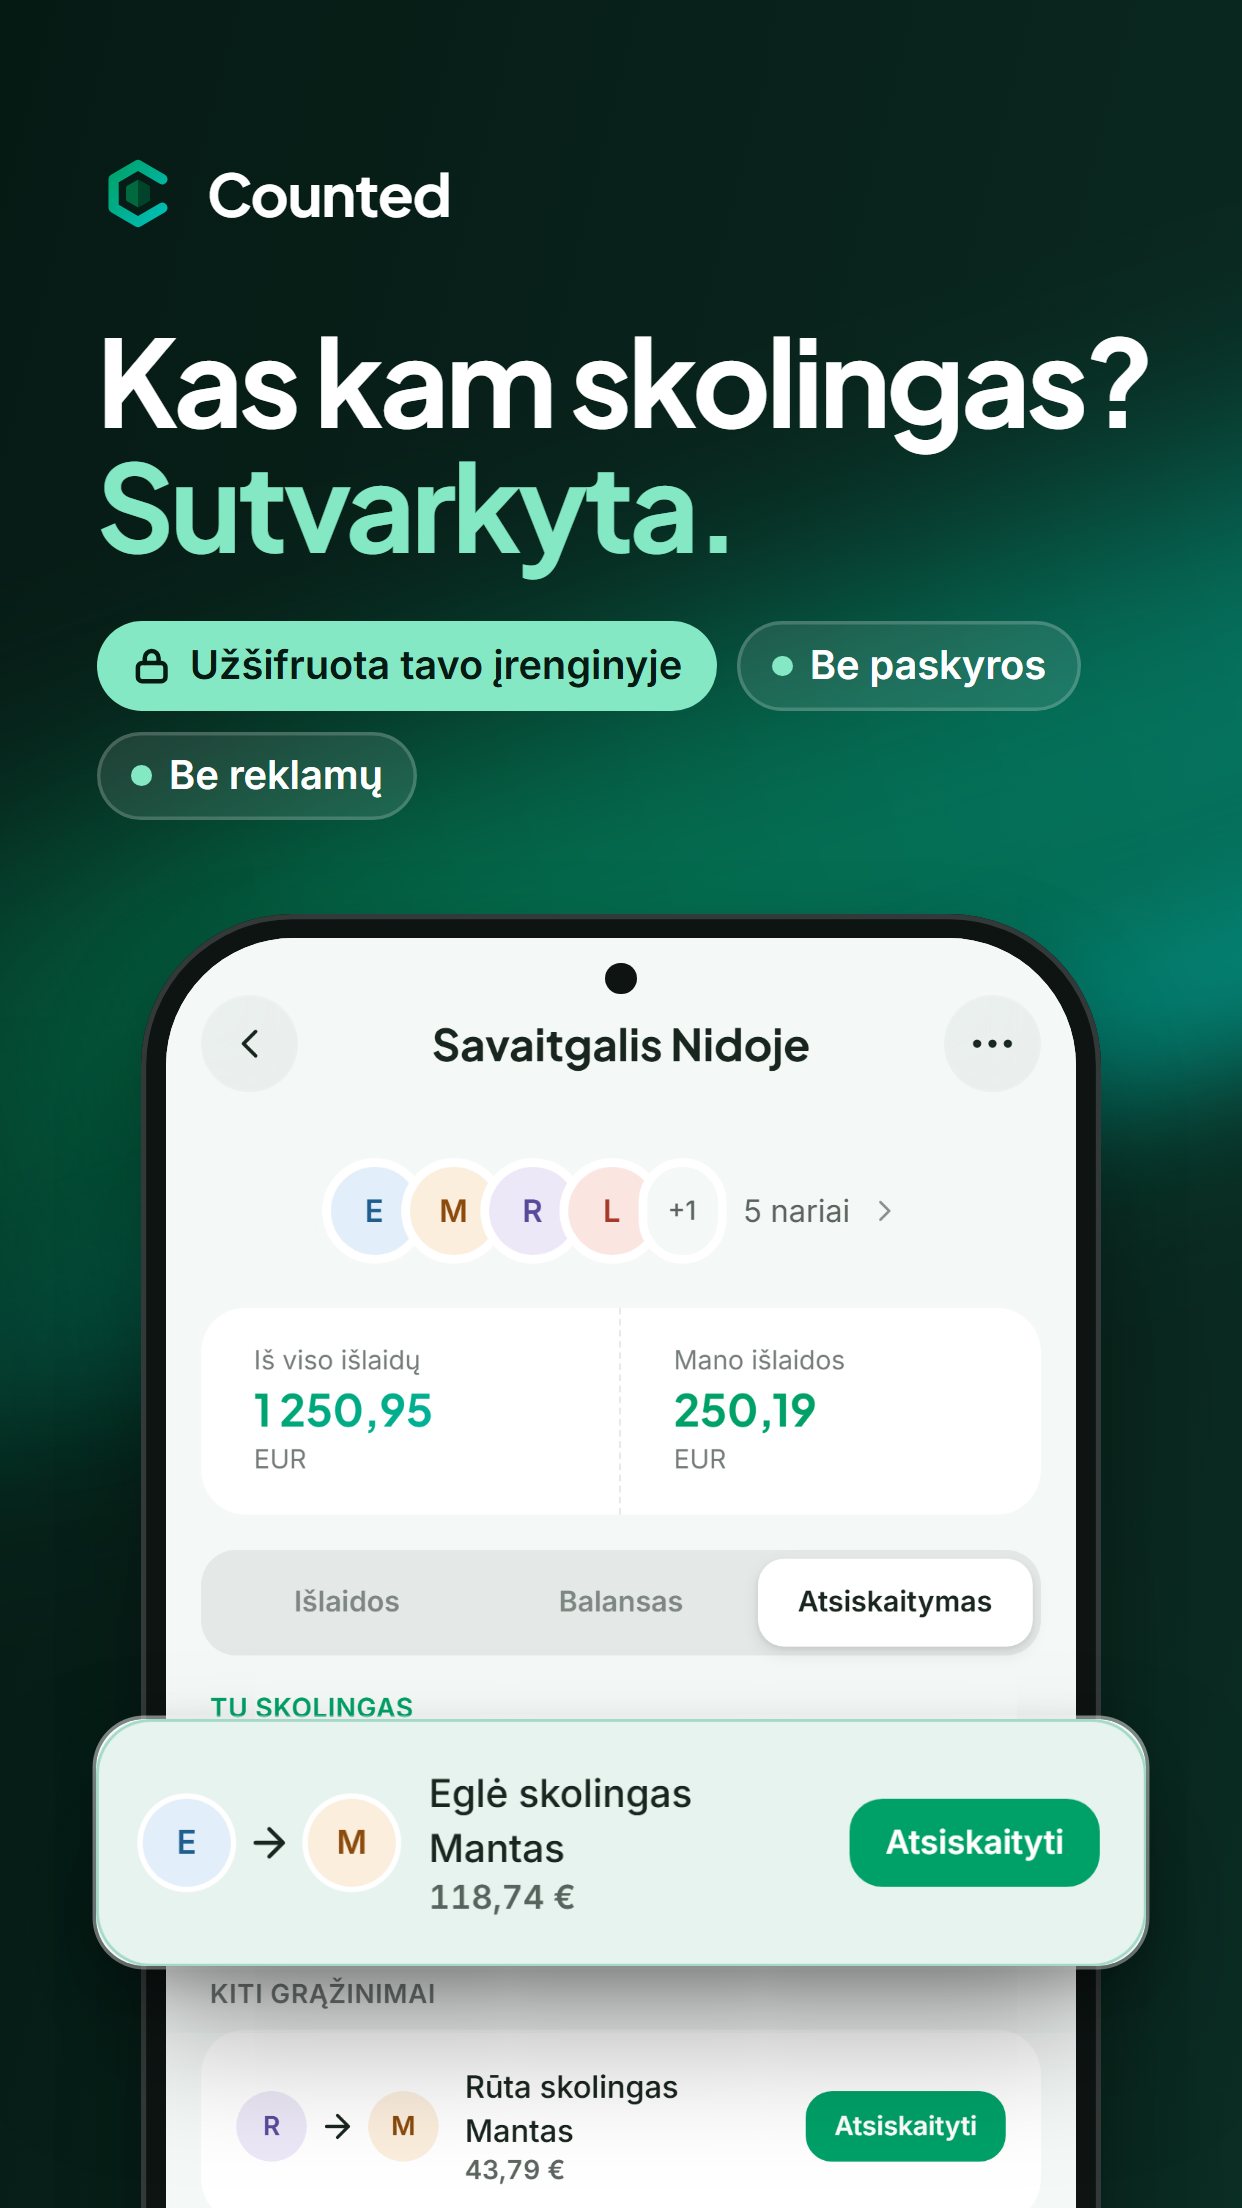 Counted
Kas kam skolingas?
Sutvarkyta.
Užšifruota tavo įrenginyje
Be paskyros
Be reklamų
Savaitgalis Nidoje
E M R L +1 5 nariai
Iš viso išlaidų
1 250,95
EUR
Mano išlaidos
250,19
EUR
Išlaidos Balansas Atsiskaitymas
TU SKOLINGAS
E → M
Eglė skolingas
Mantas
118,74 €
Atsiskaityti
KITI GRĄŽINIMAI
R → M
Rūta skolingas
Mantas
43,79 €
Atsiskaityti